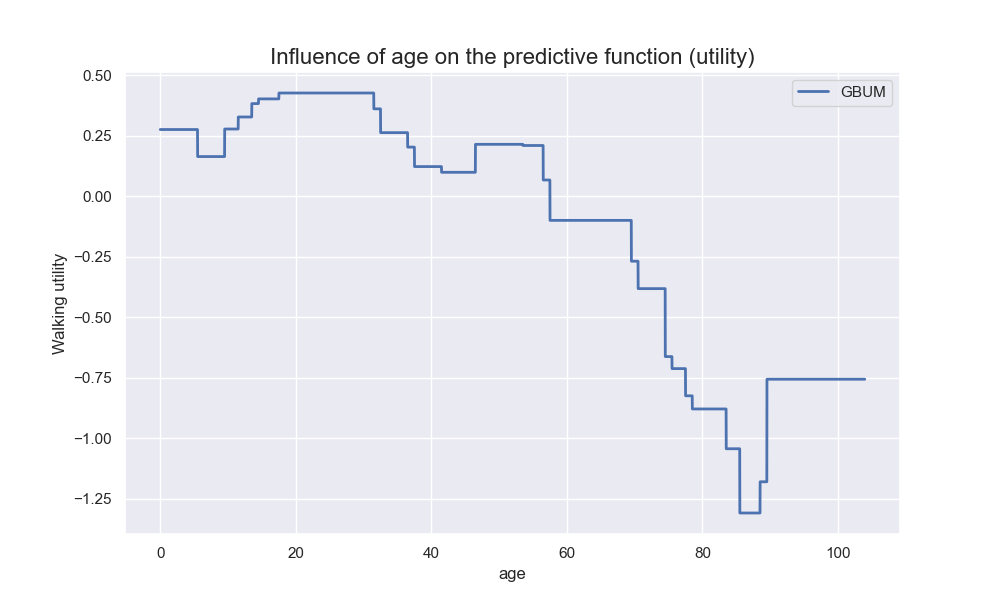 Influence of age on the predictive function (utility)
GBUM
0.50
0.25
0.00
−0.25
−0.50
−0.75
−1.00
−1.25
Walking utility
0 20 40 60 80 100
age